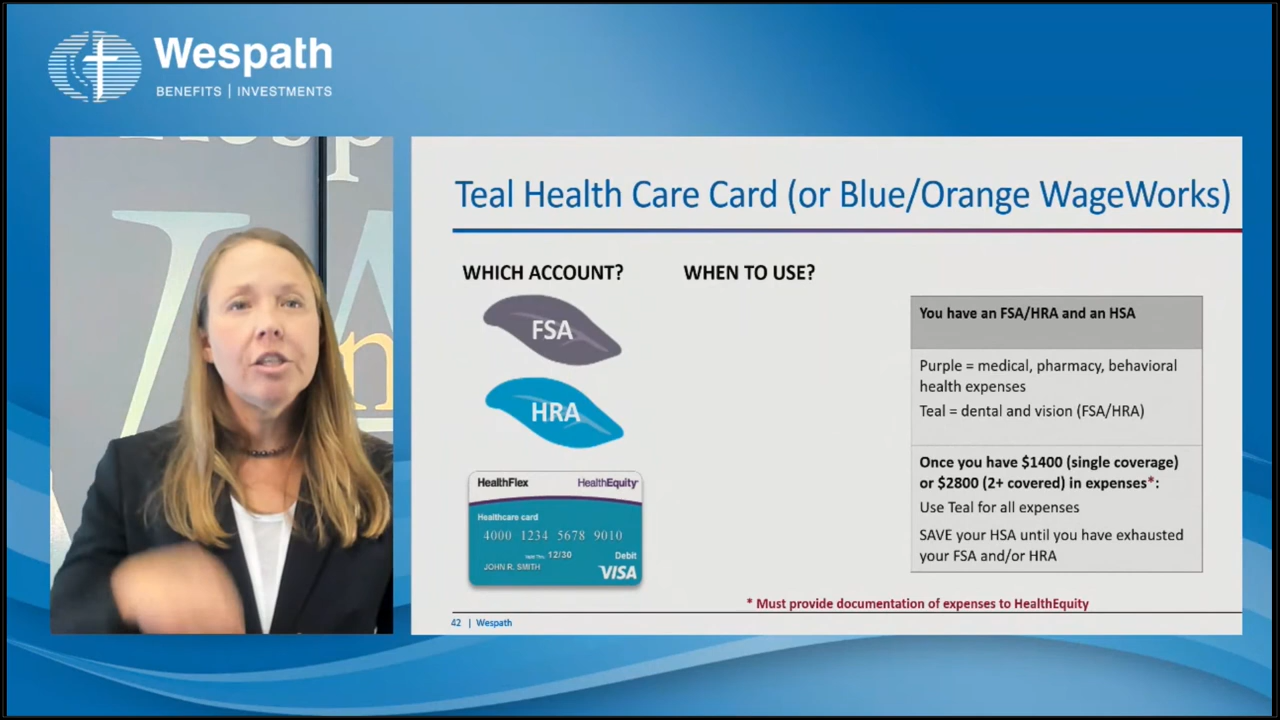 Wespath
BENEFITS | INVESTMENTS
Teal Health Care Card (or Blue/Orange WageWorks)
WHICH ACCOUNT?
WHEN TO USE?
FSA
HRA
HealthFlex
HealthEquity
Healthcare card
4000 1234 5678 9010
12/30
Debit
JOHN R. SMITH
VISA
You have an FSA/HRA and an HSA
Purple = medical, pharmacy, behavioral
health expenses
Teal = dental and vision (FSA/HRA)
Once you have $1400 (single coverage)
or $2800 (2+ covered) in expenses*:
Use Teal for all expenses
SAVE your HSA until you have exhausted
your FSA and/or HRA
* Must provide documentation of expenses to HealthEquity
42 | Wespath